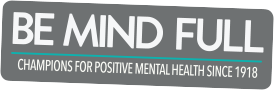 BE MIND FULL
CHAMPIONS FOR POSITIVE MENTAL HEALTH SINCE 1918